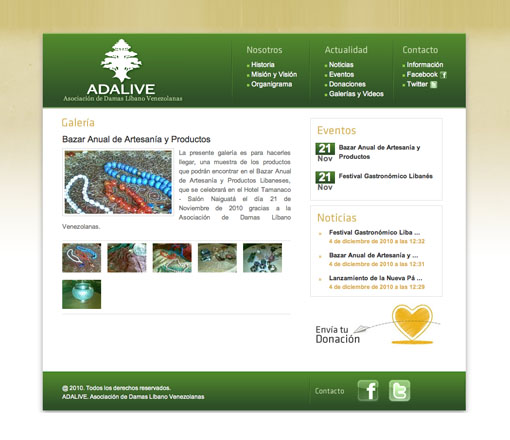 ADALIVE
Asociación de Damas Líbano Venezolanas
Nosotros
Historia
Misión y Visión
Organigrama
Actualidad
Noticias
Eventos
Donaciones
Galerías y Videos
Contacto
Información
Facebook
Twitter
Galería
Bazar Anual de Artesanía y Productos
La presente galería es para hacerles
llegar, una muestra de los productos
que podrán encontrar en el Bazar Anual
de Artesanía y Productos Libaneses,
que se celebrará en el Hotel Tamanaco
- Salón Naiguatá el día 21 de
Noviembre de 2010 gracias a la
Asociación de Damas Líbano
Venezolanas.
Eventos
21
Nov
Bazar Anual de Artesanía y
Productos
21
Nov
Festival Gastronómico Libanés
Noticias
Festival Gastronómico Liba ...
4 de diciembre de 2010 a las 12:32
Bazar Anual de Artesanía y ...
4 de diciembre de 2010 a las 12:31
Lanzamiento de la Nueva Pá ...
4 de diciembre de 2010 a las 12:29
Envía tu
Donación
@ 2010. Todos los derechos reservados.
ADALIVE. Asociación de Damas Líbano Venezolanas
Contacto